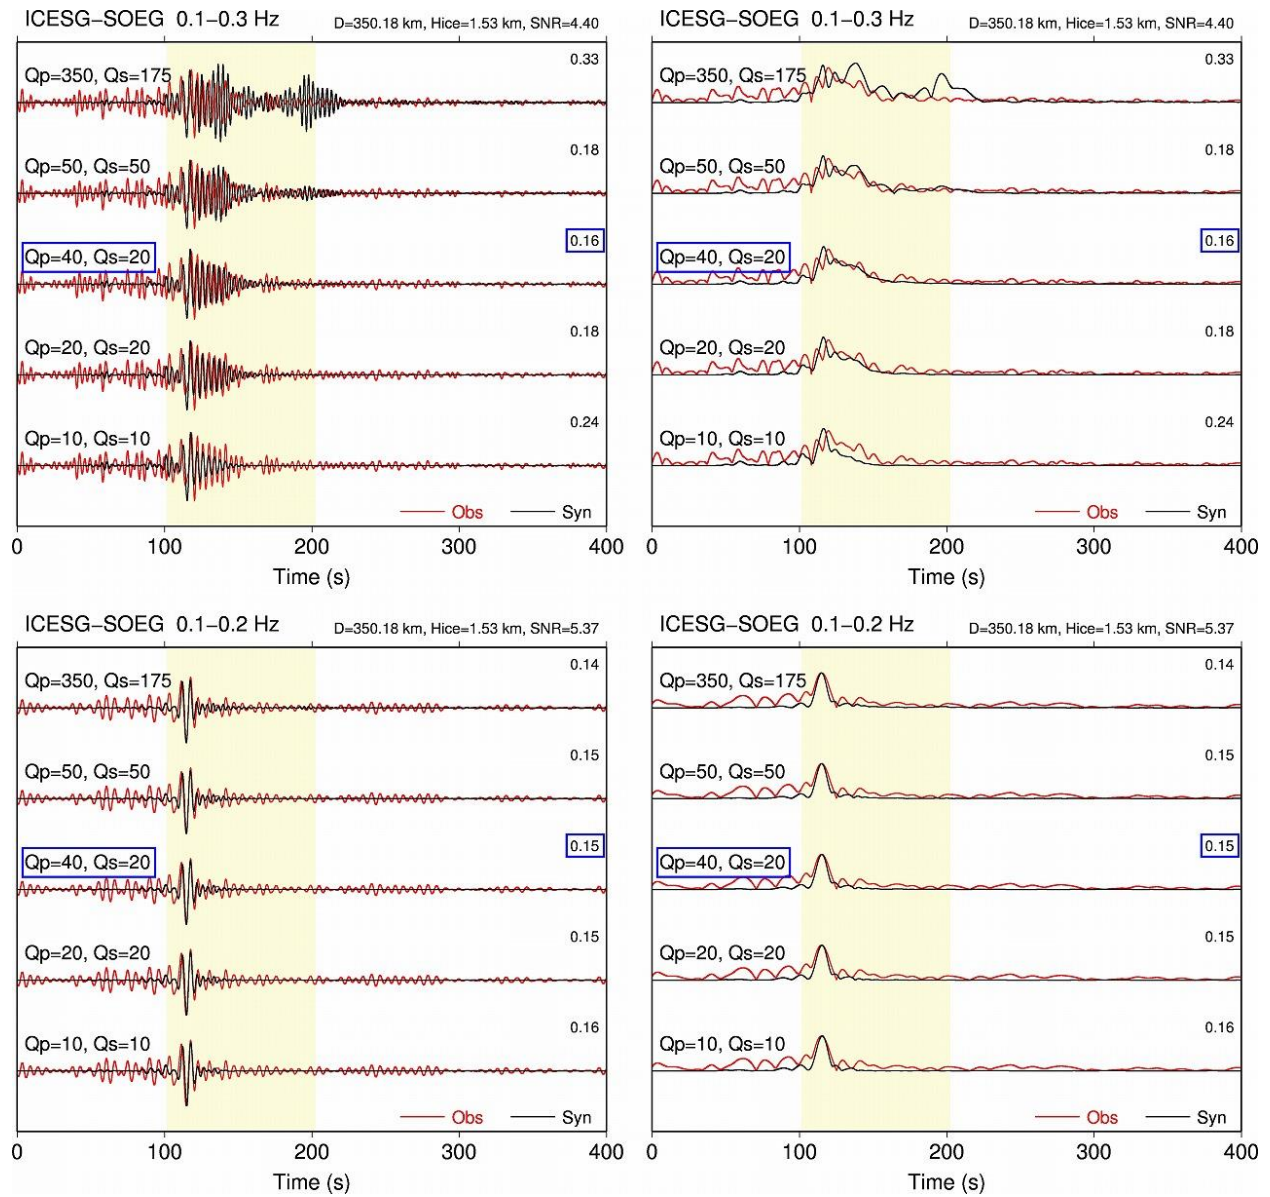 ICESG−SOEG 0.1−0.3 Hz D=350.18 km, Hice=1.53 km, SNR=4.40
0.33
Qp=350, Qs=175
0.18
Qp=50, Qs=50
0.16
Qp=40, Qs=20
0.18
Qp=20, Qs=20
0.24
Qp=10, Qs=10
Obs Syn
0 100 200 300 400
Time (s)
ICESG−SOEG 0.1−0.3 Hz D=350.18 km, Hice=1.53 km, SNR=4.40
0.33
Qp=350, Qs=175
0.18
Qp=50, Qs=50
0.16
Qp=40, Qs=20
0.18
Qp=20, Qs=20
0.24
Qp=10, Qs=10
Obs Syn
0 100 200 300 400
Time (s)
ICESG−SOEG 0.1−0.2 Hz D=350.18 km, Hice=1.53 km, SNR=5.37
0.14
Qp=350, Qs=175
0.15
Qp=50, Qs=50
0.15
Qp=40, Qs=20
0.15
Qp=20, Qs=20
0.16
Qp=10, Qs=10
Obs Syn
0 100 200 300 400
Time (s)
ICESG−SOEG 0.1−0.2 Hz D=350.18 km, Hice=1.53 km, SNR=5.37
0.14
Qp=350, Qs=175
0.15
Qp=50, Qs=50
0.15
Qp=40, Qs=20
0.15
Qp=20, Qs=20
0.16
Qp=10, Qs=10
Obs Syn
0 100 200 300 400
Time (s)